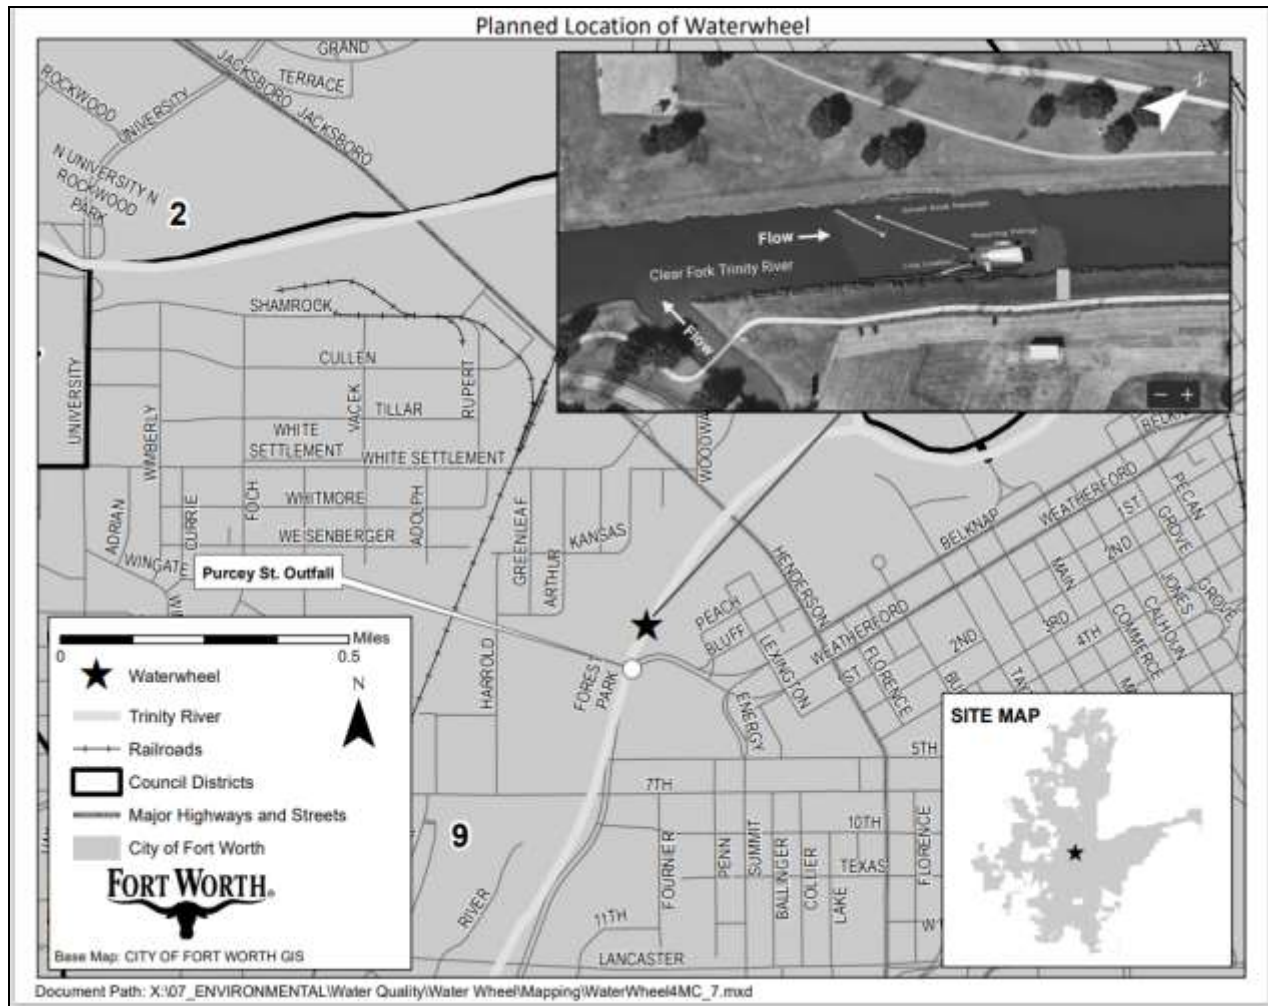 Planned Location of Waterwheel
GRAND
TERRACE
JACKSBORO
JACKSBORO
ROCKWOOD
UNIVERSITY
N UNIVERSITY N
ROCKWOOD
PARK
2
Flow
Clear Fork Trinity River
Flow
− +
SHAMROCK
CULLEN
RUPERT
VACEK
TILLAR
UNIVERSITY
WIMBERLY
WHITE
SETTLEMENT
WHITE SETTLEMENT
WOODWA
FOCH
WHITMORE
ADOLPH
CURRIE
ADRIAN
WEISENBERGER
GREENLEAF
KANSAS
ARTHUR
WINGATE
WI
Purcey St. Outfall
BELKN
PECAN
WEATHERFORD
1ST
GROVE
BELKNAP
2ND
MAIN
JONES
GROVE
HENDERSON
3RD
CALHOUN
COMMERCE
4TH
PEACH
BLUFF
WEATHERFORD
LEXINGTON
2ND
ST
FLORENCE
BU
TAY
M
HARROLD
FORES
PARK
ENERGY
5TH
7TH
9
10TH
FLORENCE
FOURNIER
PENN
SUMMIT
BALLINGER
COLLIER
LAKE
TEXAS
RIVER
11TH
W
LANCASTER
Miles
0 0.5
N
Waterwheel
Trinity River
Railroads
Council Districts
Major Highways and Streets
City of Fort Worth
FORT WORTH®
Base Map: CITY OF FORT WORTH GIS
SITE MAP
Document Path: X:\07_ENVIRONMENTAL\Water Quality\Water Wheel\Mapping\WaterWheel4MC_7.mxd